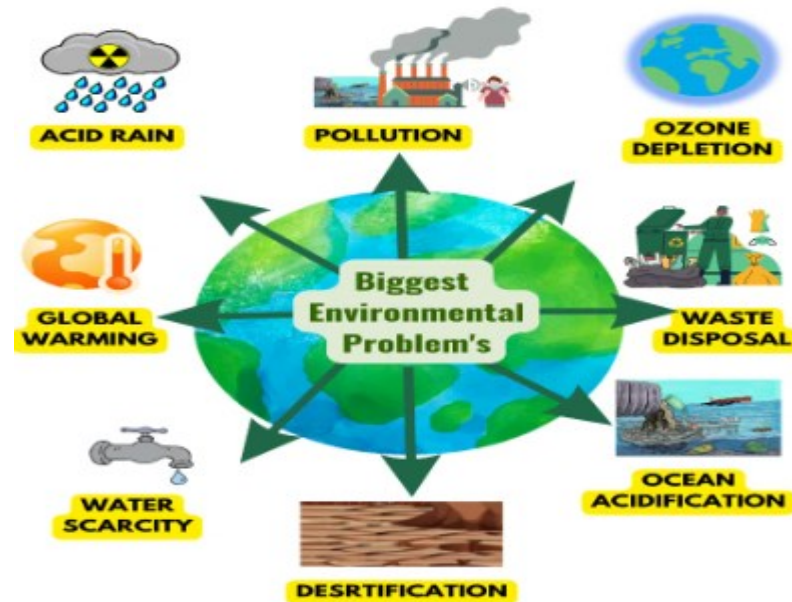 ACID RAIN
POLLUTION
OZONE
DEPLETION
Biggest
Environmental
Problem's
GLOBAL
WARMING
WASTE
DISPOSAL
WATER
SCARCITY
OCEAN
ACIDIFICATION
DESRTIFICATION